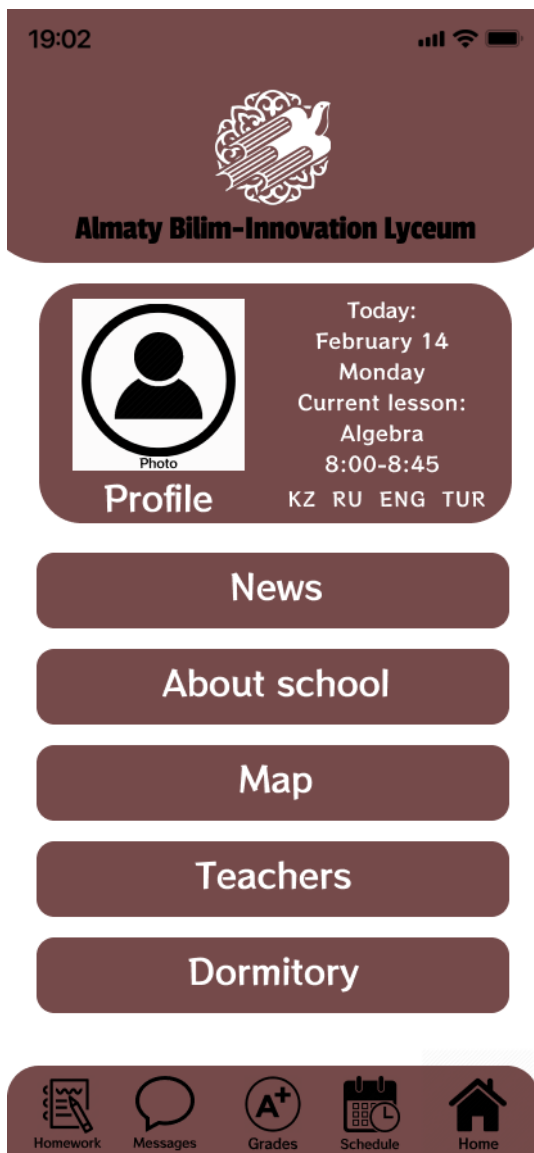 19:02
Almaty Bilim-Innovation Lyceum
Photo
Profile
Today:
February 14
Monday
Current lesson:
Algebra
8:00-8:45
KZ RU ENG TUR
News
About school
Map
Teachers
Dormitory
A+
Homework Messages Grades Schedule Home